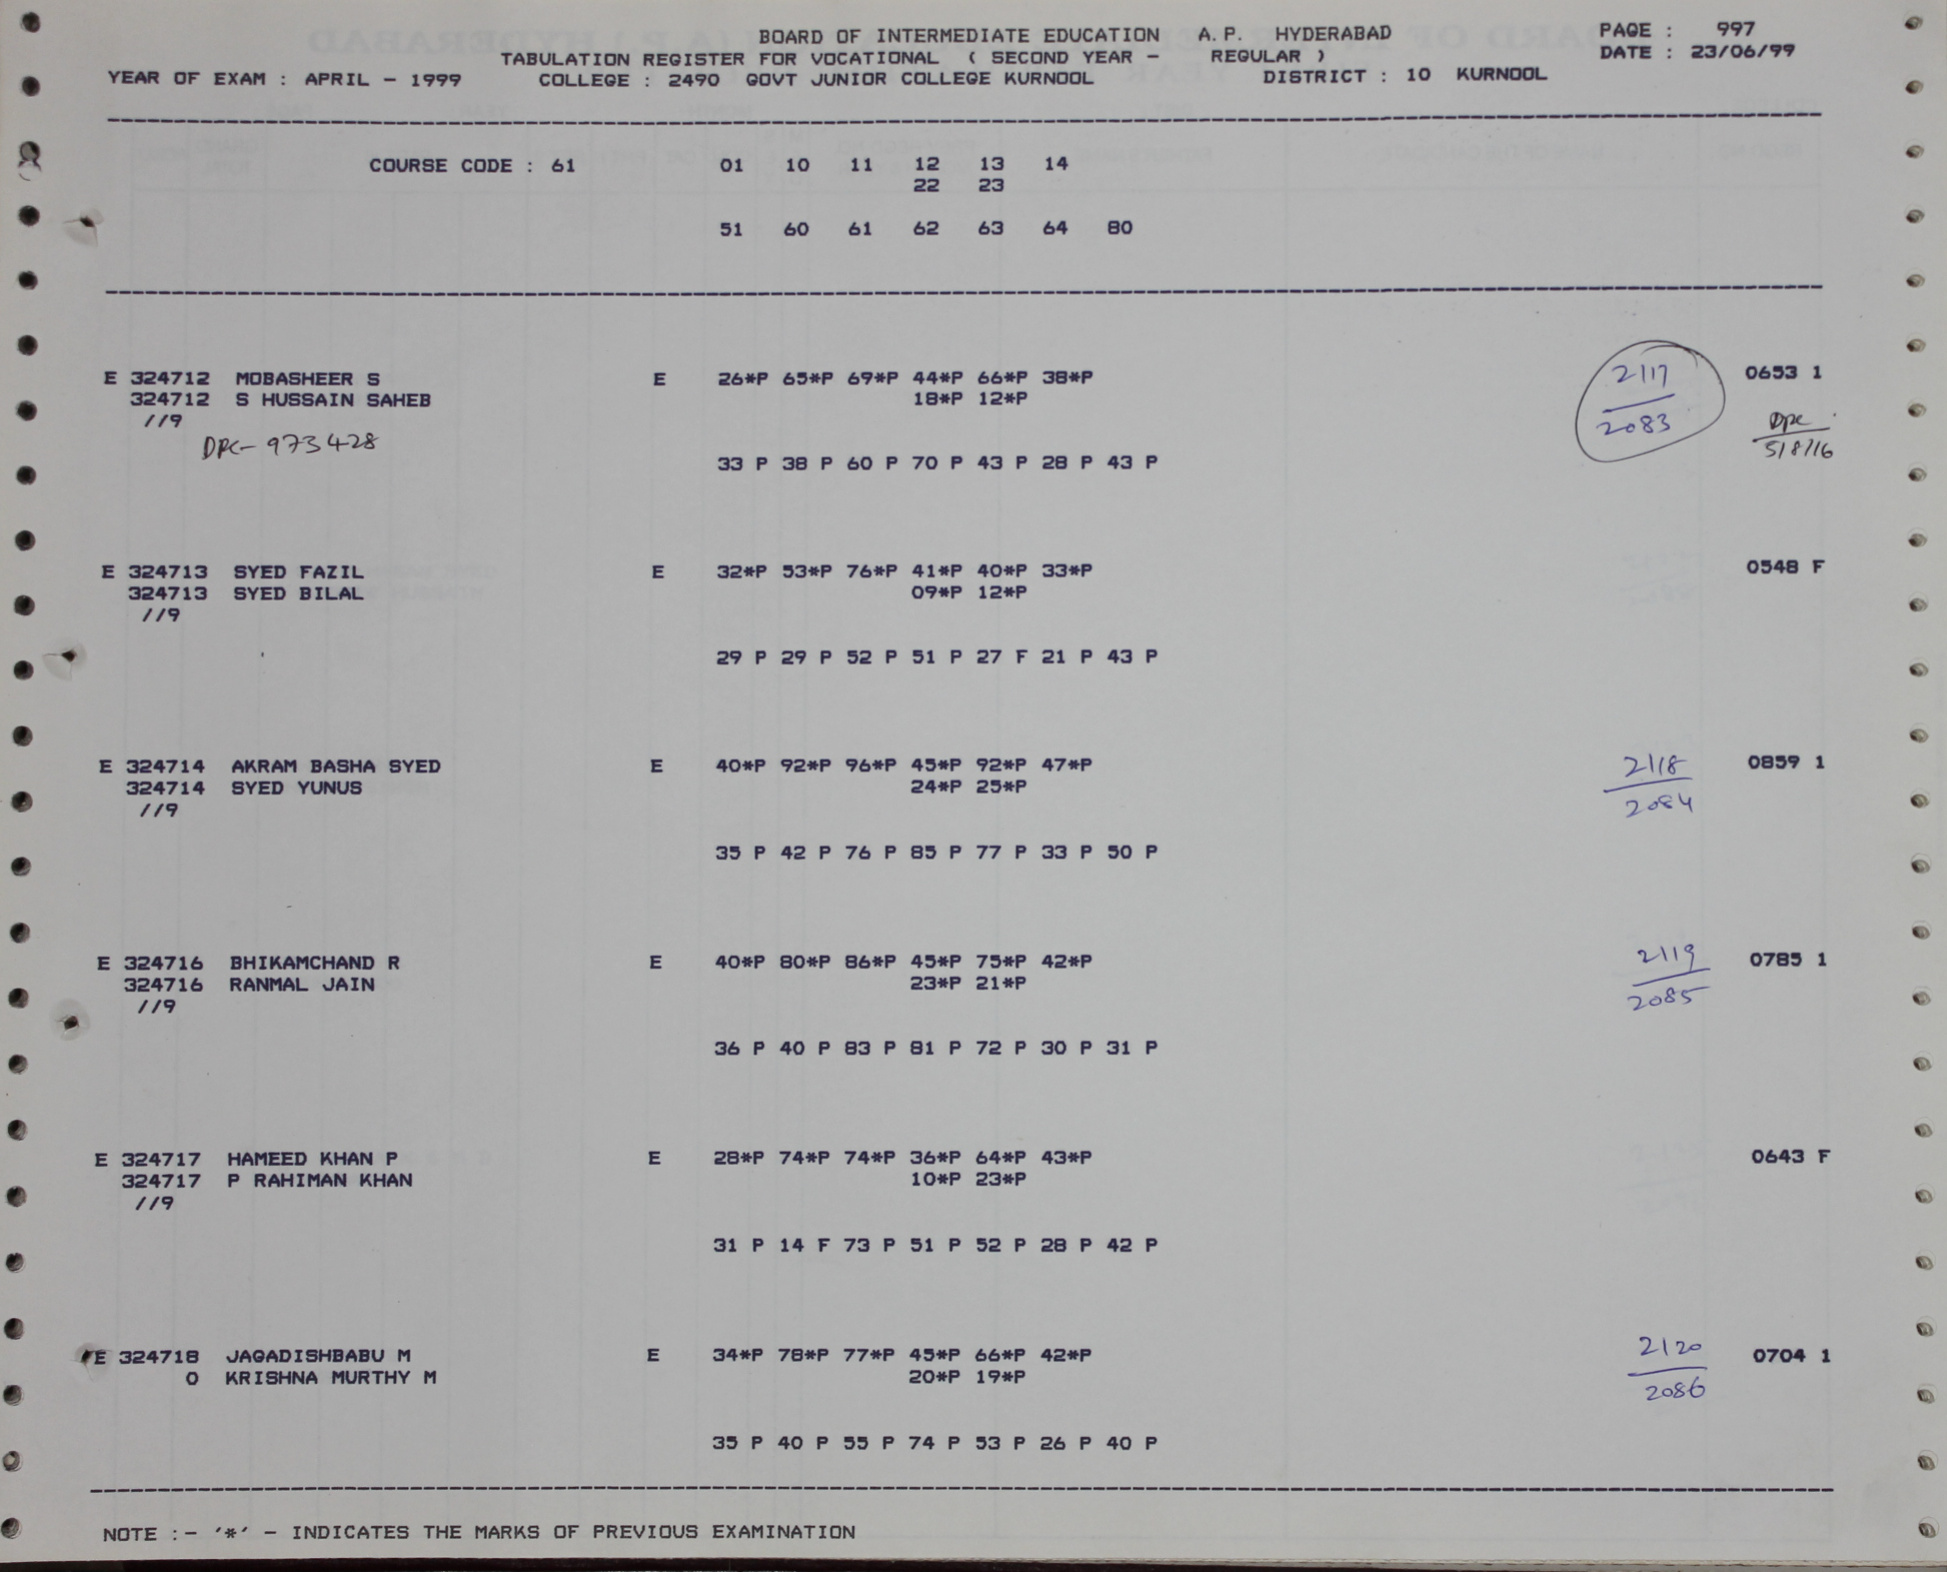 BOARD OF INTERMEDIATE EDUCATION A.P. HYDERABAD PAGE : 997
TABULATION REGISTER FOR VOCATIONAL ( SECOND YEAR - REGULAR ) DATE : 23/06/99
YEAR OF EXAM : APRIL - 1999 COLLEGE : 2490 GOVT JUNIOR COLLEGE KURNOOL DISTRICT : 10 KURNOOL
COURSE CODE : 61 01 10 11 12 13 14
22 23
51 60 61 62 63 64 80
E 324712 MOBASHEER S E 26*P 65*P 69*P 44*P 66*P 38*P 2117 0653 1
324712 S HUSSAIN SAHEB 18*P 12*P 2083 Dpc
//9 5/8/16
DPC- 973428
33 P 38 P 60 P 70 P 43 P 28 P 43 P
E 324713 SYED FAZIL E 32*P 53*P 76*P 41*P 40*P 33*P 0548 F
324713 SYED BILAL 09*P 12*P
//9
29 P 29 P 52 P 51 P 27 F 21 P 43 P
E 324714 AKRAM BASHA SYED E 40*P 92*P 96*P 45*P 92*P 47*P 2118 0859 1
324714 SYED YUNUS 24*P 25*P 2084
//9
35 P 42 P 76 P 85 P 77 P 33 P 50 P
E 324716 BHIKAMCHAND R E 40*P 80*P 86*P 45*P 75*P 42*P 2119 0785 1
324716 RANMAL JAIN 23*P 21*P 2085
//9
36 P 40 P 83 P 81 P 72 P 30 P 31 P
E 324717 HAMEED KHAN P E 28*P 74*P 74*P 36*P 64*P 43*P 0643 F
324717 P RAHIMAN KHAN 10*P 23*P
//9
31 P 14 F 73 P 51 P 52 P 28 P 42 P
E 324718 JAGADISHBABU M E 34*P 78*P 77*P 45*P 66*P 42*P 2120 0704 1
0 KRISHNA MURTHY M 20*P 19*P 2086
35 P 40 P 55 P 74 P 53 P 26 P 40 P
NOTE :- '*' - INDICATES THE MARKS OF PREVIOUS EXAMINATION